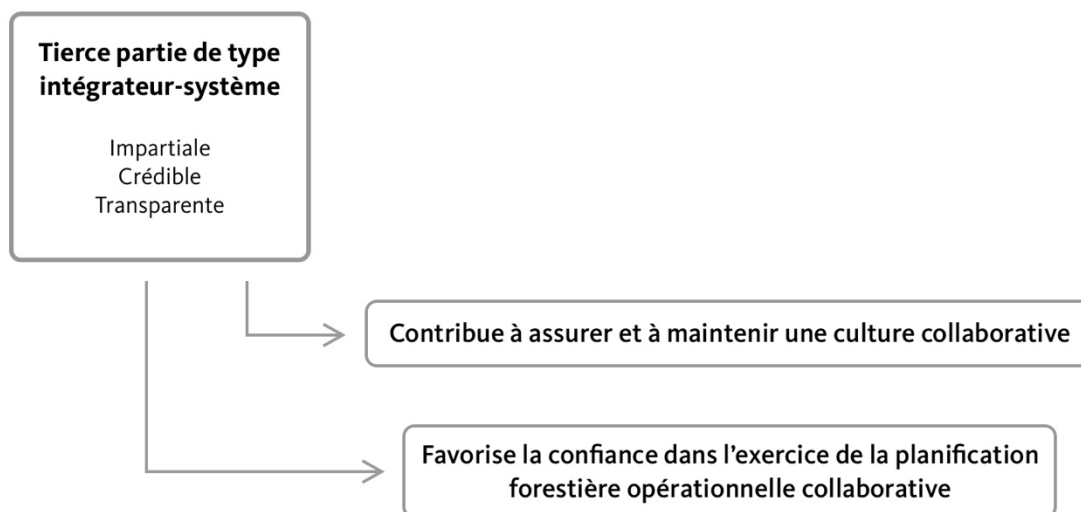 Tierce partie de type
intégrateur-système
Impartiale
Crédible
Transparente
Contribue à assurer et à maintenir une culture collaborative
Favorise la confiance dans l’exercice de la planification
forestière opérationnelle collaborative